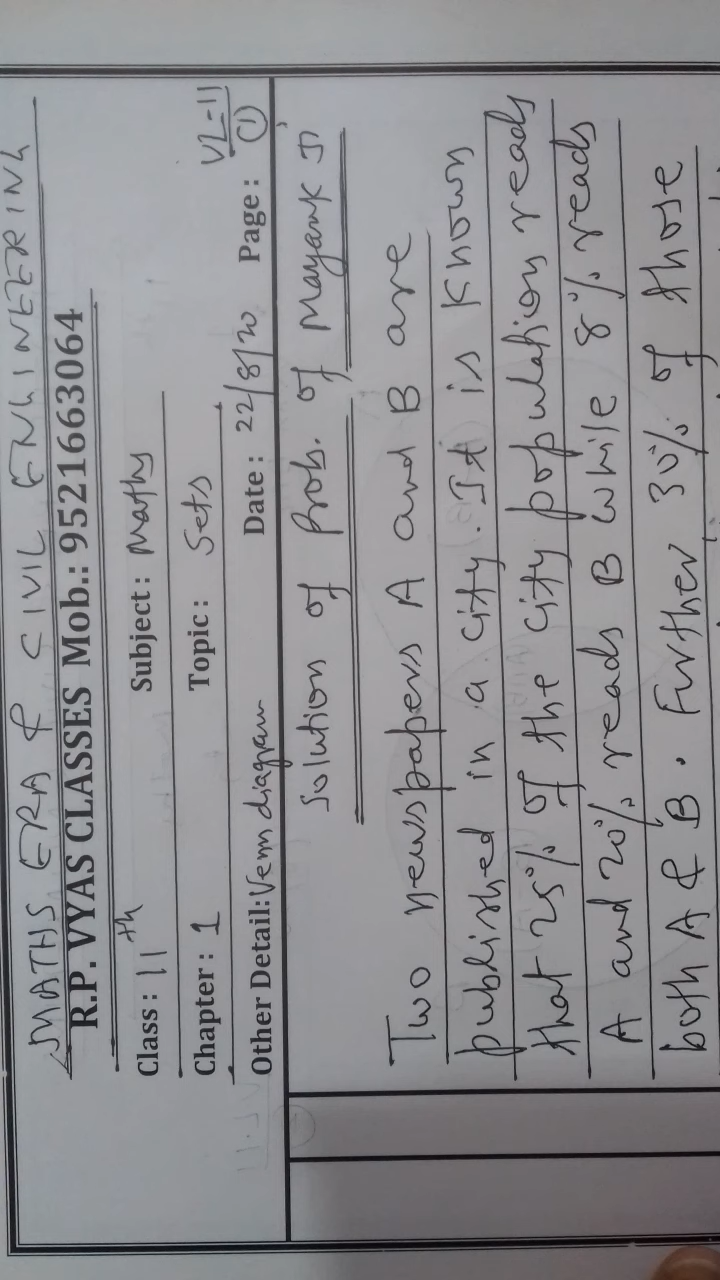 MATHS ERA & CIVIL ENGINEERING
R.P. VYAS CLASSES Mob.: 9521663064
Class : 11th Subject : Maths VL-11
Chapter : 1 Topic : Sets
Other Detail: Venn diagram Date : 22/8/20 Page : 1
Solution of Prob. of Mayank Ji
Two newspapers A and B are
published in a city. It is known
that 25% of the city population reads
A and 20% reads B while 8% reads
both A & B. Further 30% of those